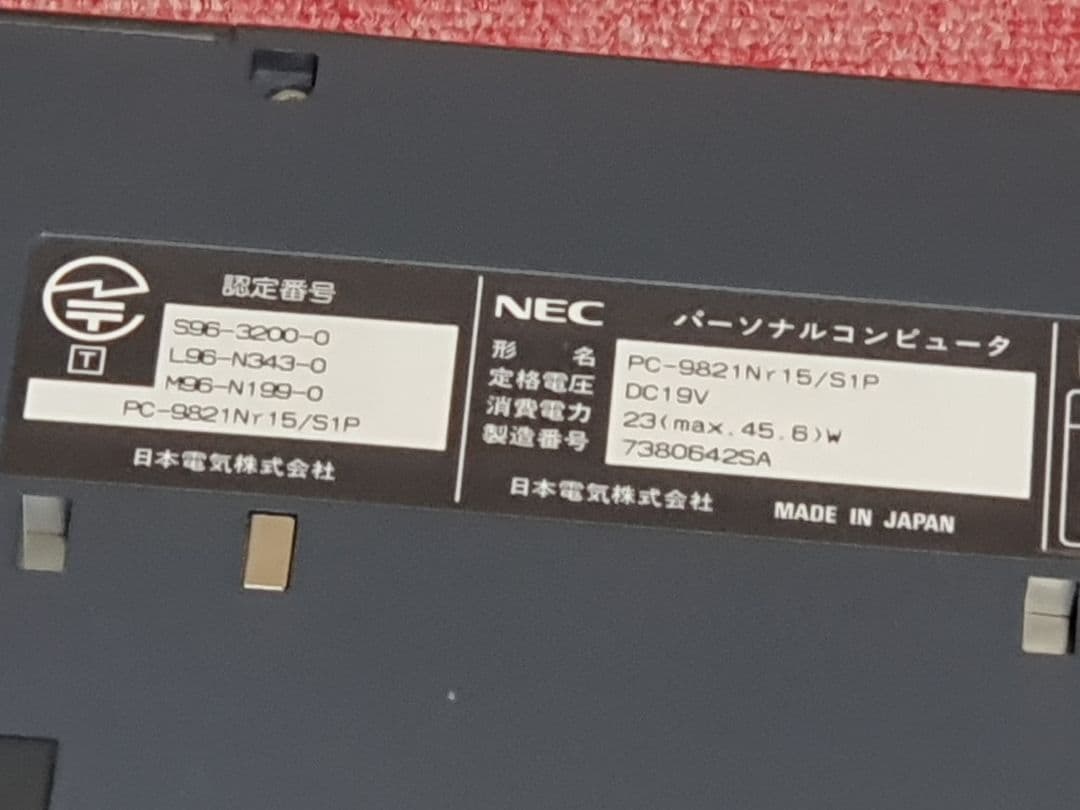 認定番号
S96-3200-0
L96-N343-0
M96-N199-0
PC-9821Nr15/S1P
日本電気株式会社
T
NEC パーソナルコンピュータ
形名 PC-9821Nr15/S1P
定格電圧 DC19V
消費電力 23(max.45.6)W
製造番号 7380642SA
日本電気株式会社 MADE IN JAPAN